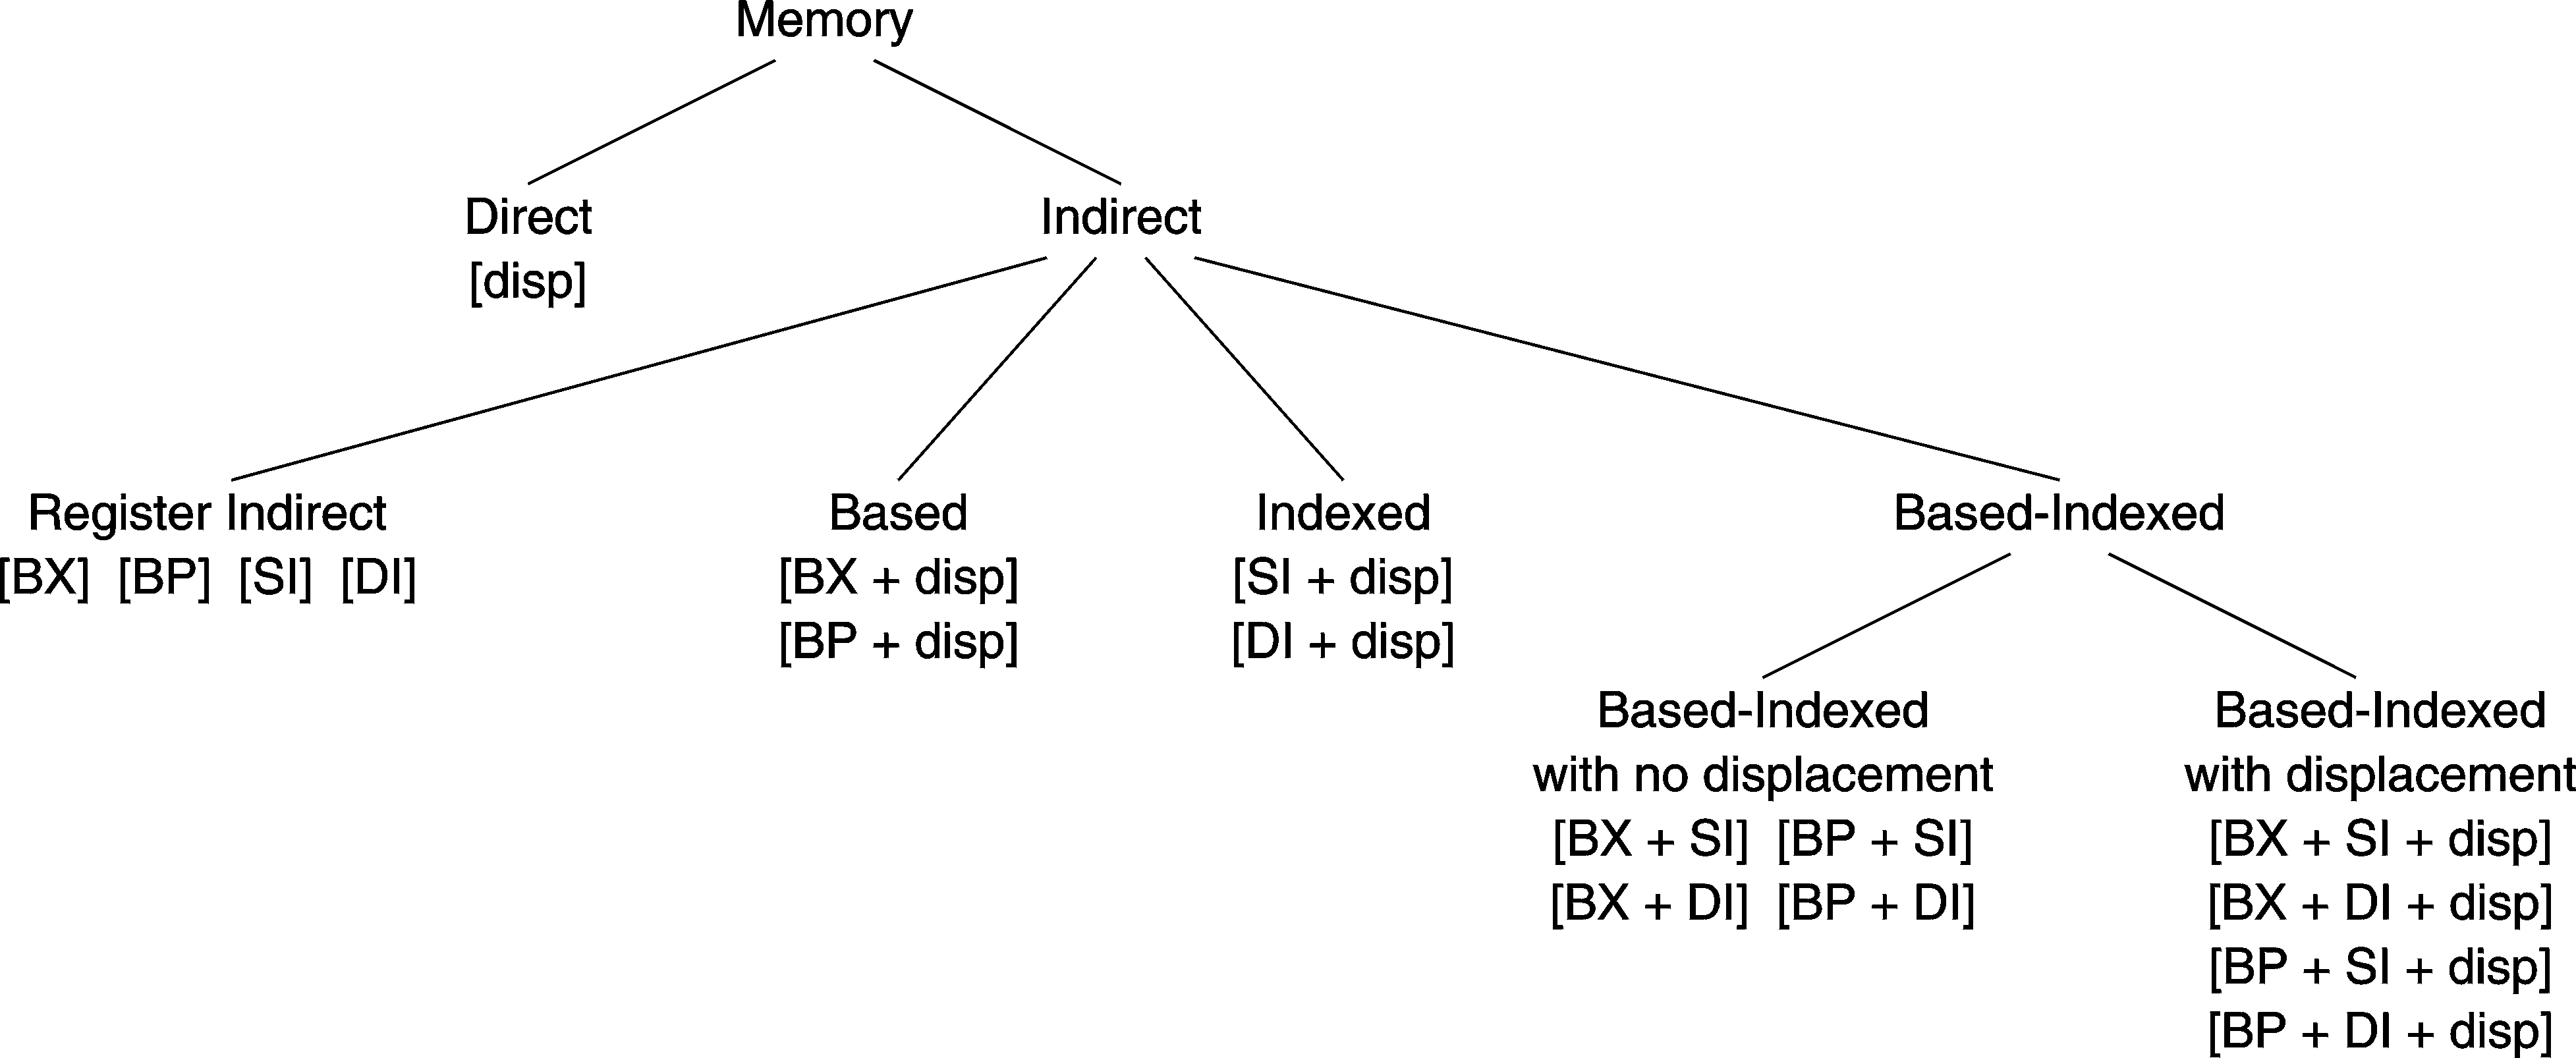 Memory
Direct
[disp]
Indirect
Register Indirect
[BX] [BP] [SI] [DI]
Based
[BX + disp]
[BP + disp]
Indexed
[SI + disp]
[DI + disp]
Based-Indexed
Based-Indexed
with no displacement
[BX + SI] [BP + SI]
[BX + DI] [BP + DI]
Based-Indexed
with displacement
[BX + SI + disp]
[BX + DI + disp]
[BP + SI + disp]
[BP + DI + disp]